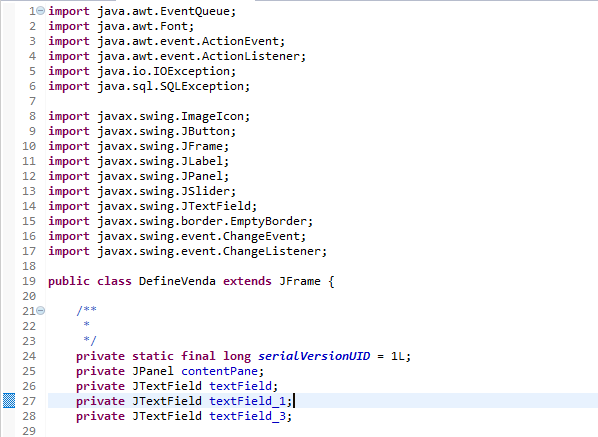 1 import java.awt.EventQueue;
2 import java.awt.Font;
3 import java.awt.event.ActionEvent;
4 import java.awt.event.ActionListener;
5 import java.io.IOException;
6 import java.sql.SQLException;
7
8 import javax.swing.ImageIcon;
9 import javax.swing.JButton;
10 import javax.swing.JFrame;
11 import javax.swing.JLabel;
12 import javax.swing.JPanel;
13 import javax.swing.JSlider;
14 import javax.swing.JTextField;
15 import javax.swing.border.EmptyBorder;
16 import javax.swing.event.ChangeEvent;
17 import javax.swing.event.ChangeListener;
18
19 public class DefineVenda extends JFrame {
20
21 /**
22 *
23 */
24 private static final long serialVersionUID = 1L;
25 private JPanel contentPane;
26 private JTextField textField;
27 private JTextField textField_1;
28 private JTextField textField_3;
29